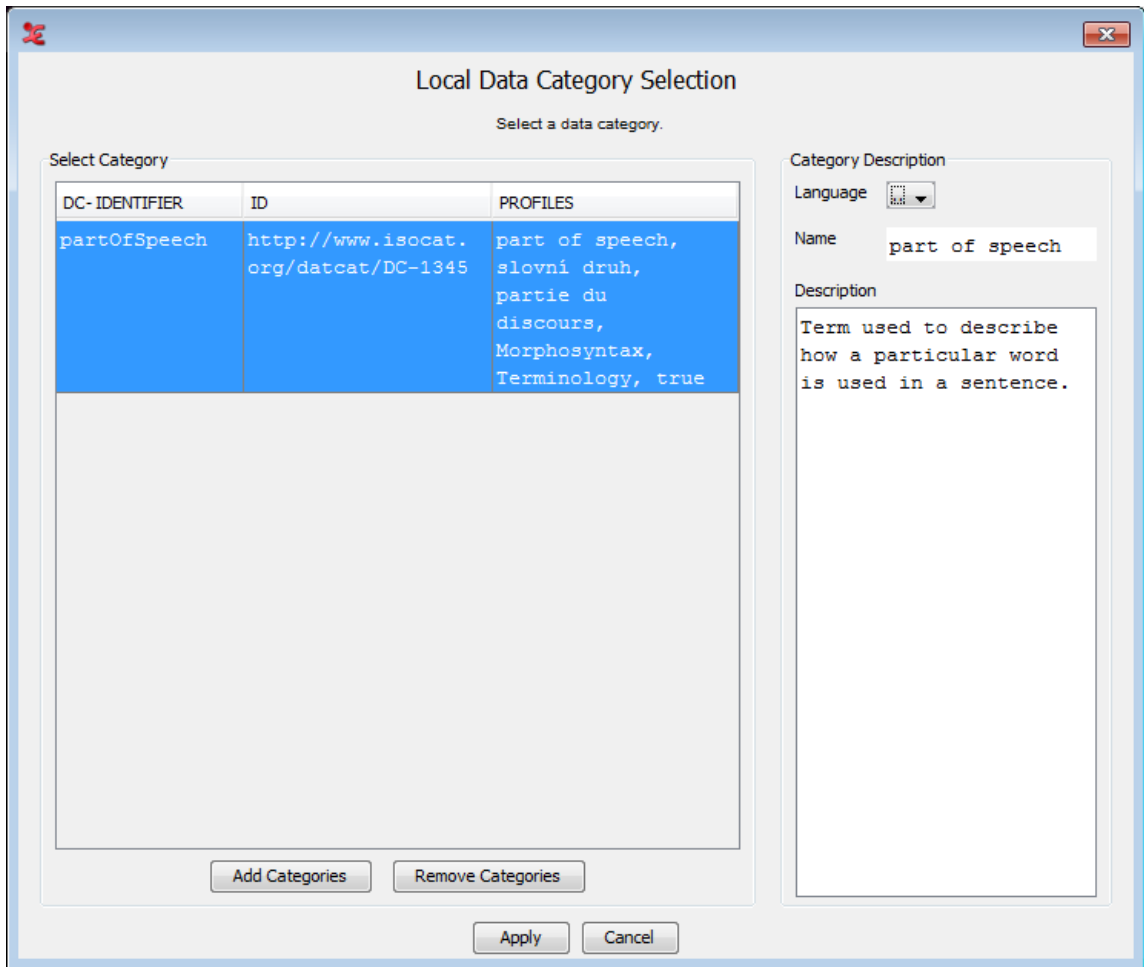 Local Data Category Selection
Select a data category.
Select Category
DC- IDENTIFIER ID PROFILES
partOfSpeech http://www.isocat. part of speech,
org/datcat/DC-1345 slovní druh,
partie du
discours,
Morphosyntax,
Terminology, true
Add Categories Remove Categories
Category Description
Language
Name part of speech
Description
Term used to describe
how a particular word
is used in a sentence.
Apply Cancel